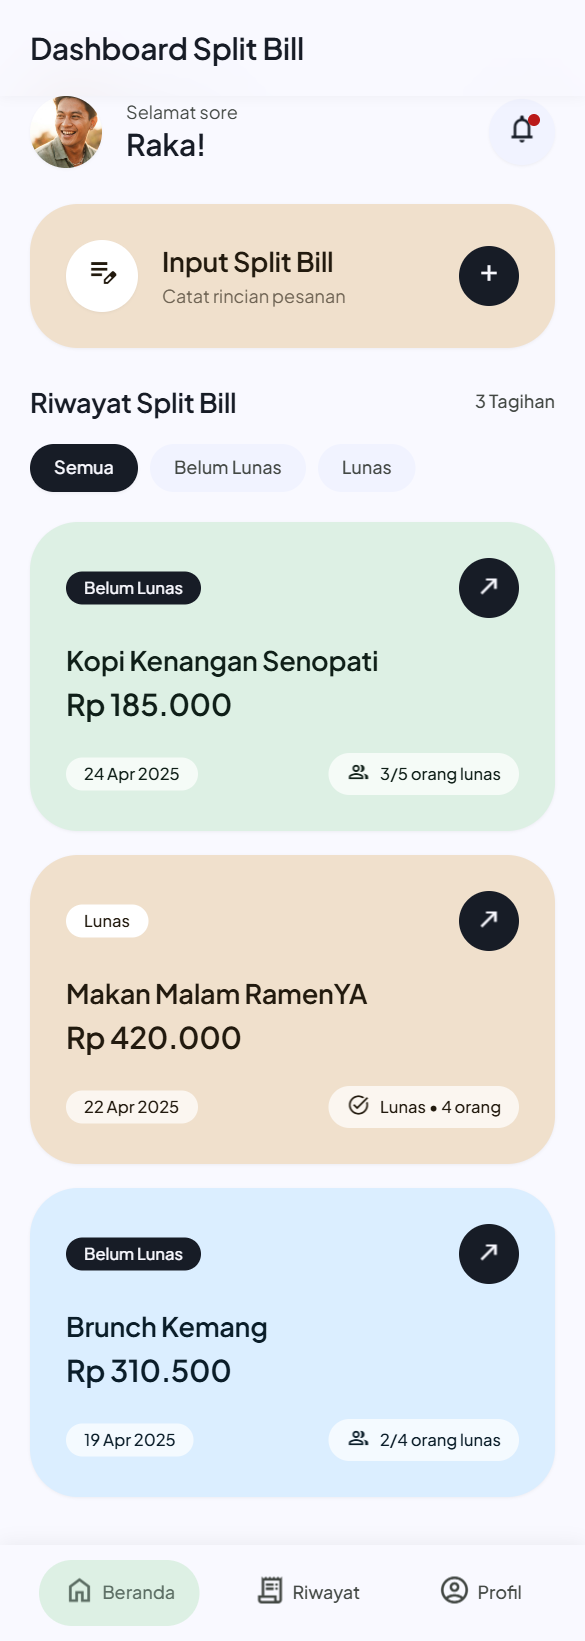 Dashboard Split Bill
Selamat sore
Raka!
Input Split Bill
Catat rincian pesanan
Riwayat Split Bill
3 Tagihan
Semua
Belum Lunas
Lunas
Belum Lunas
Kopi Kenangan Senopati
Rp 185.000
24 Apr 2025
3/5 orang lunas
Lunas
Makan Malam RamenYA
Rp 420.000
22 Apr 2025
Lunas • 4 orang
Belum Lunas
Brunch Kemang
Rp 310.500
19 Apr 2025
2/4 orang lunas
Beranda
Riwayat
Profil